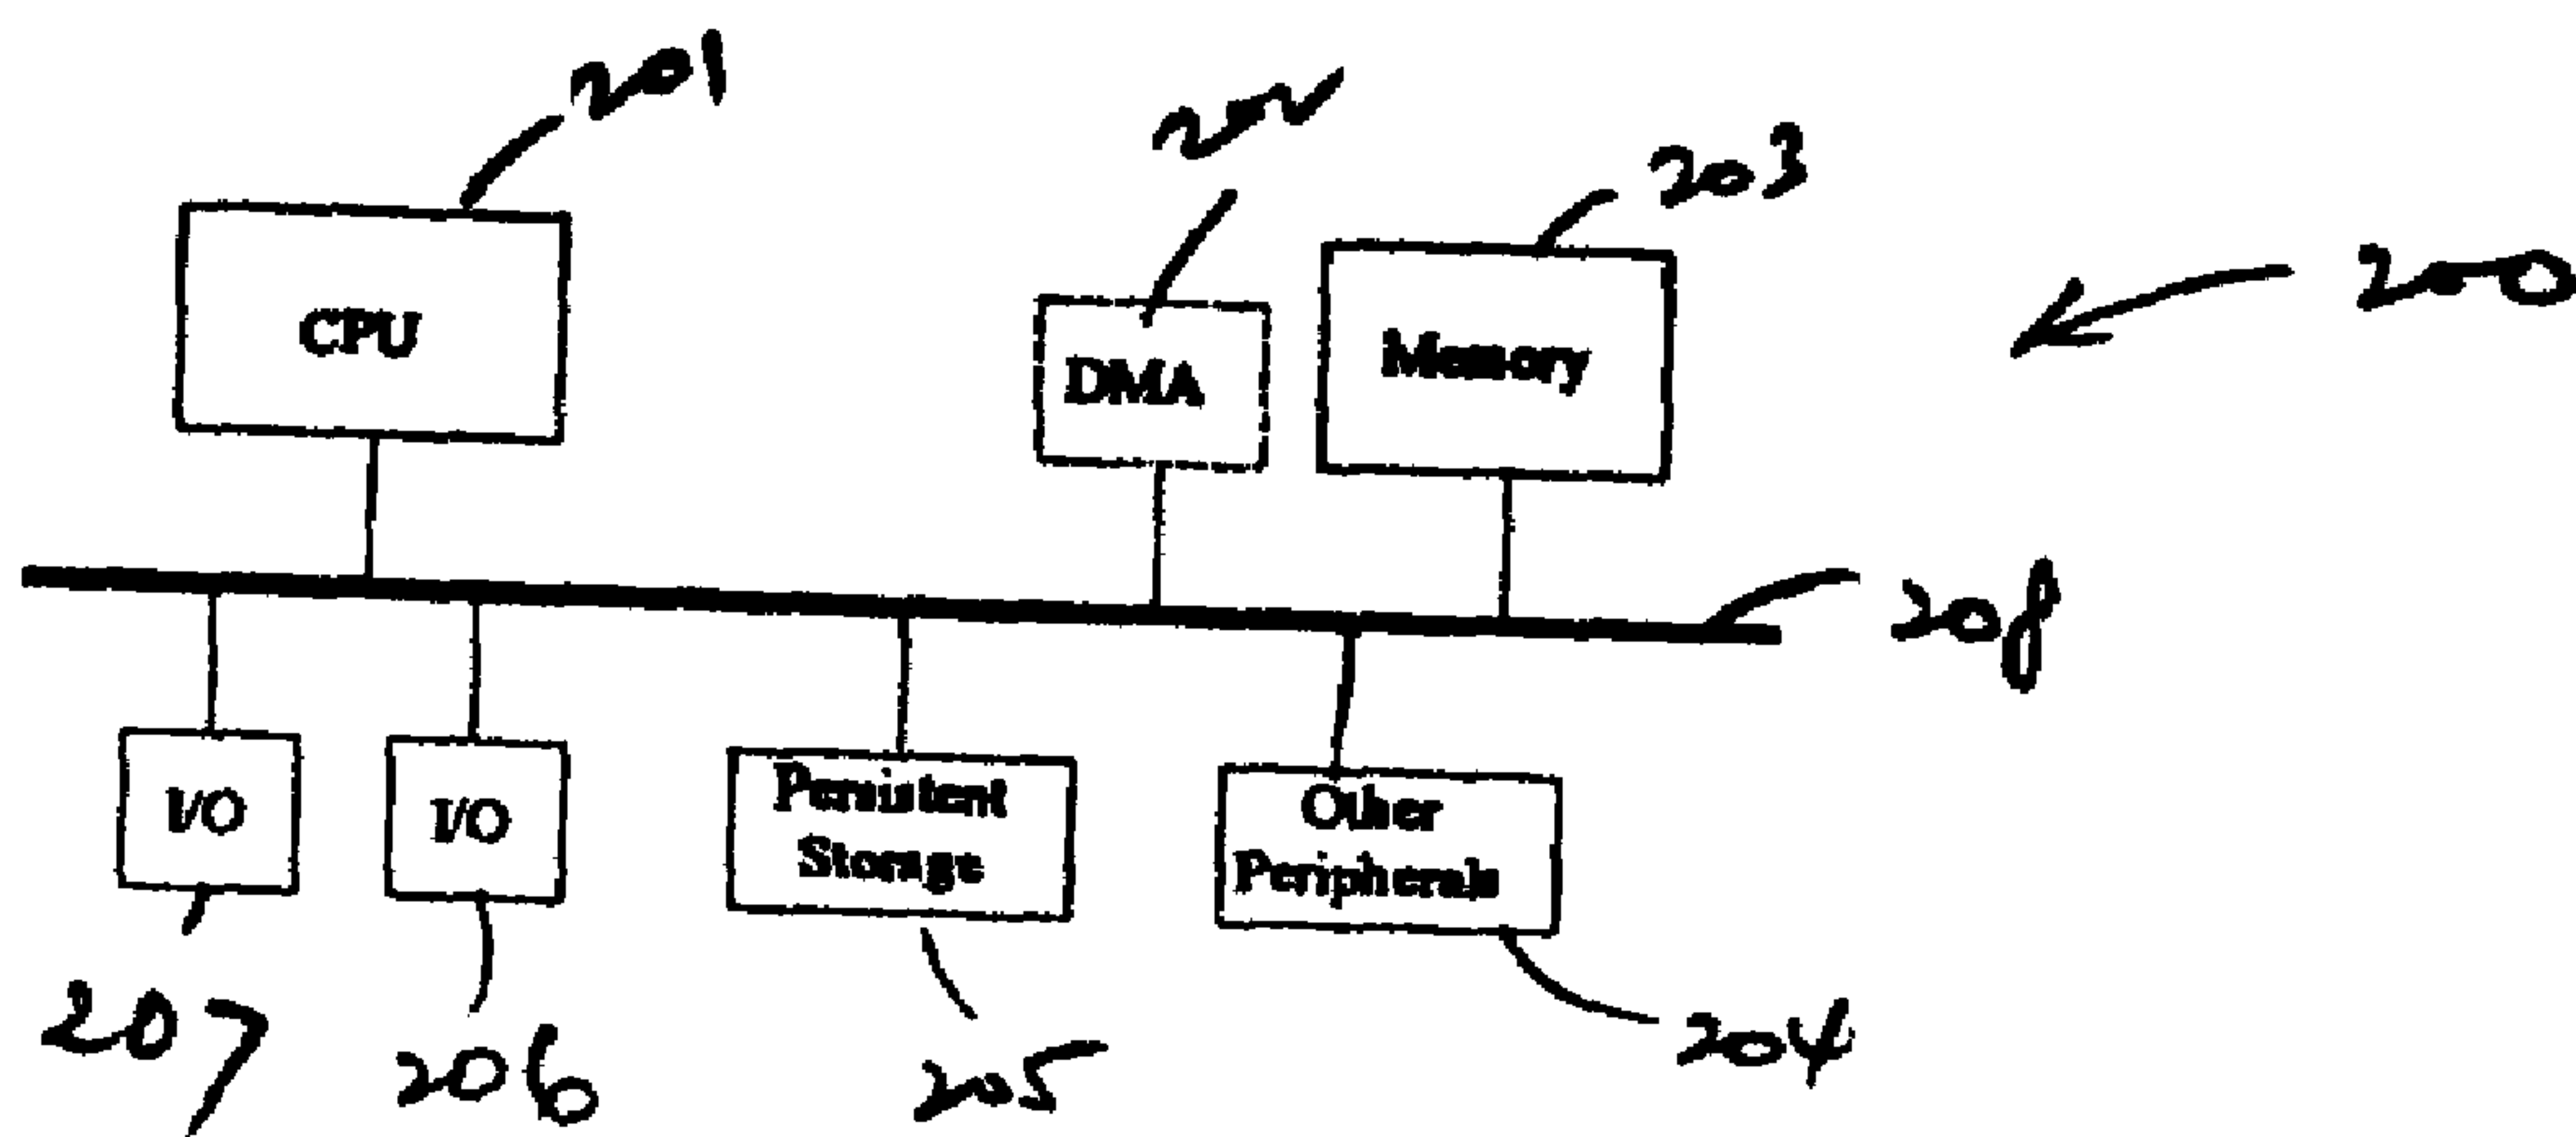 201
202
203
200
CPU
DMA
Memory
208
I/O
I/O
Persistent
Storage
Other
Peripherals
207
206
205
204